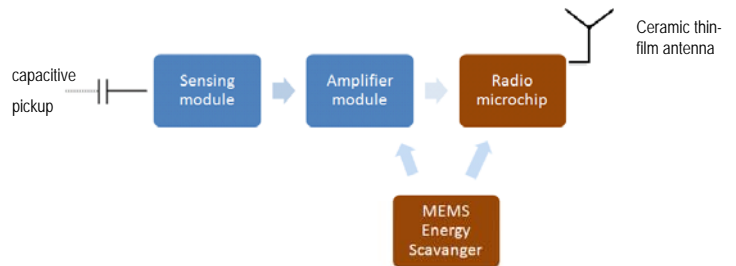 Ceramic thin-
film antenna
capacitive
pickup
Sensing
module
Amplifier
module
Radio
microchip
MEMS
Energy
Scavanger